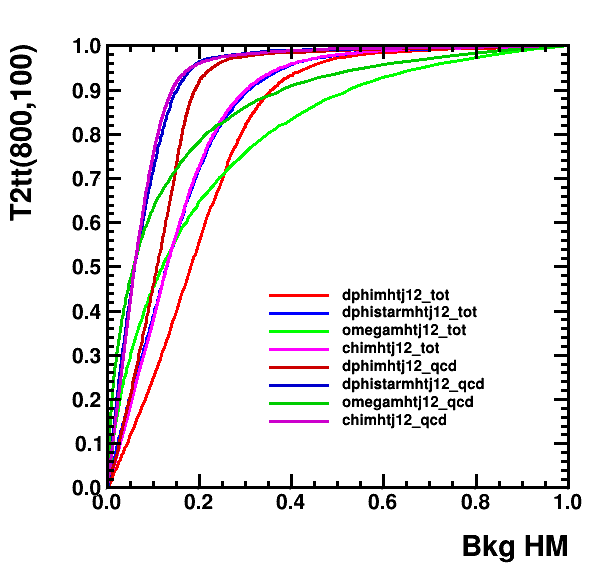 T2tt(800,100)
1.0
0.9
0.8
0.7
0.6
0.5
0.4
0.3
0.2
0.1
0.0
dphimhtj12_tot
dphistarmhtj12_tot
omegamhtj12_tot
chimhtj12_tot
dphimhtj12_qcd
dphistarmhtj12_qcd
omegamhtj12_qcd
chimhtj12_qcd
0.0 0.2 0.4 0.6 0.8 1.0
Bkg HM